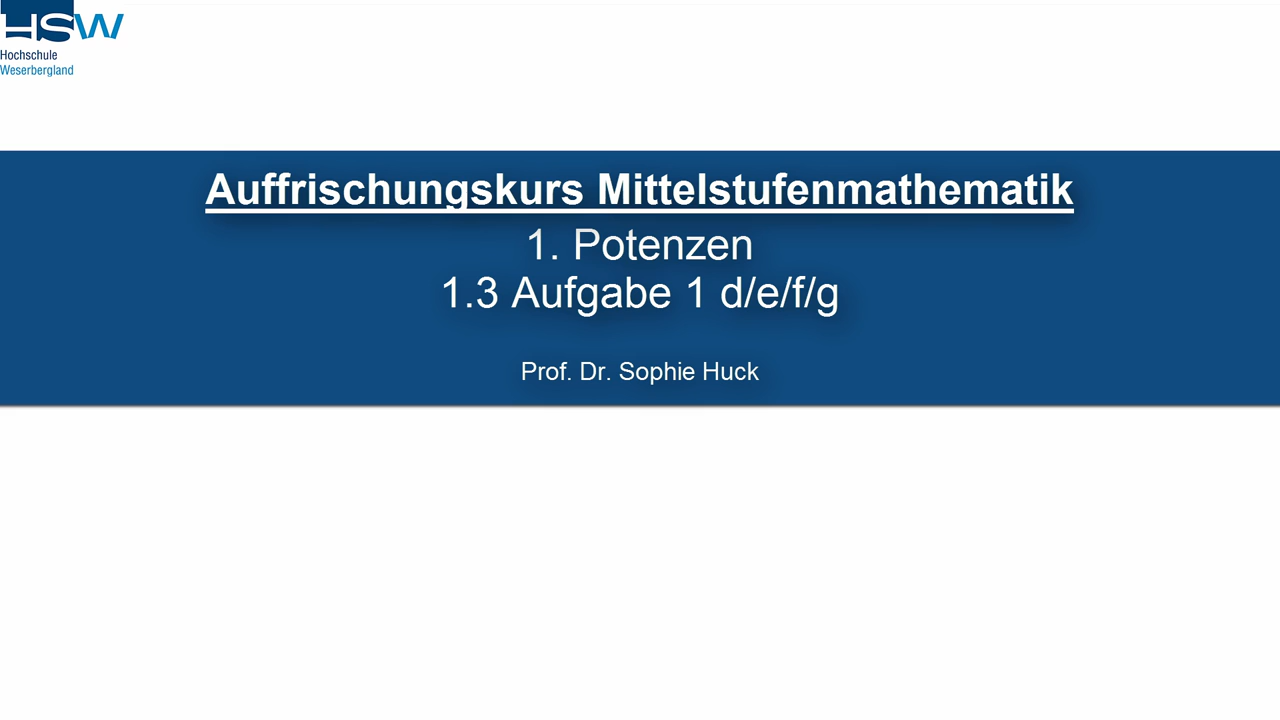 HSW
Hochschule
Weserbergland
Auffrischungskurs Mittelstufenmathematik
1. Potenzen
1.3 Aufgabe 1 d/e/f/g
Prof. Dr. Sophie Huck